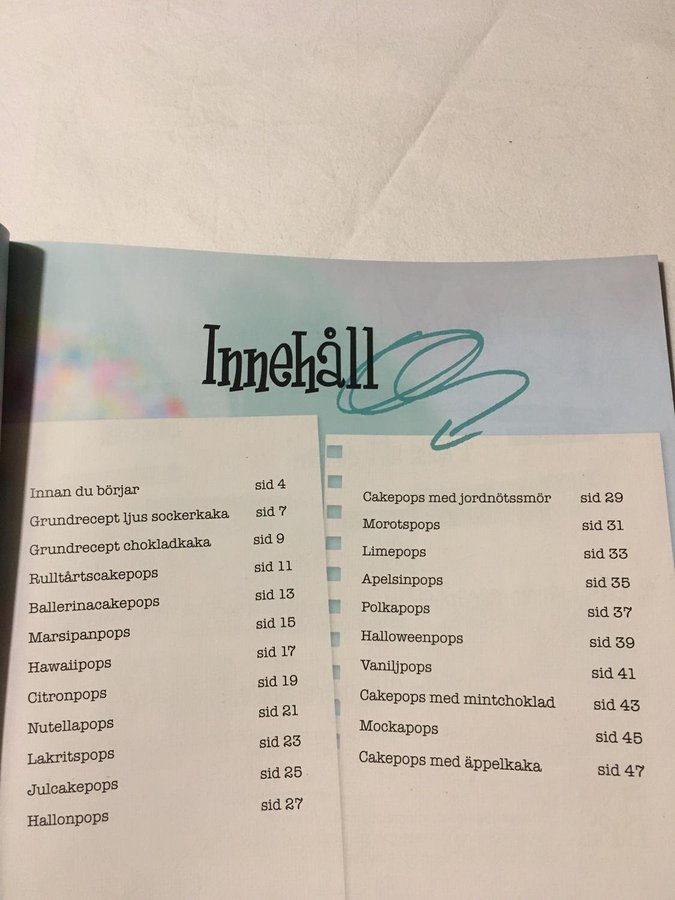 Innehåll
Innan du börjar sid 4
Grundrecept ljus sockerkaka sid 7
Grundrecept chokladkaka sid 9
Rulltårtscakepops sid 11
Ballerinacakepops sid 13
Marsipanpops sid 15
Hawaiipops sid 17
Citronpops sid 19
Nutellapops sid 21
Lakritspops sid 23
Julcakepops sid 25
Hallonpops sid 27
Cakepops med jordnötssmör sid 29
Morotspops sid 31
Limepops sid 33
Apelsinpops sid 35
Polkapops sid 37
Halloweenpops sid 39
Vaniljpops sid 41
Cakepops med mintchoklad sid 43
Mockapops sid 45
Cakepops med äppelkaka sid 47